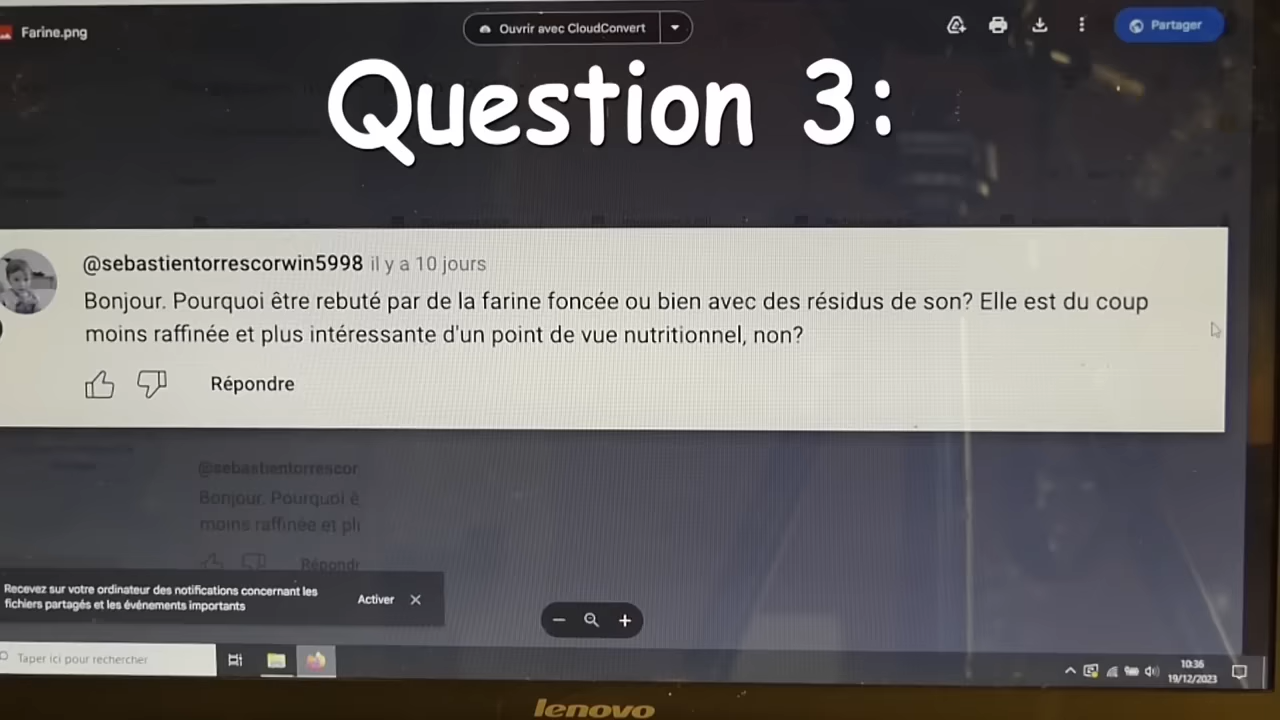 Farine.png
Ouvrir avec CloudConvert
Partager
Question 3:
@sebastientorrescorwin5998 il y a 10 jours
Bonjour. Pourquoi être rebuté par de la farine foncée ou bien avec des résidus de son? Elle est du coup
moins raffinée et plus intéressante d'un point de vue nutritionnel, non?
Répondre
@sebastientorrescor
Bonjour. Pourquoi ê
moins raffinée et pl
Répond
Recevez sur votre ordinateur des notifications concernant les
fichiers partagés et les événements importants
Activer
Taper ici pour rechercher
10:36
19/12/2023
lenovo